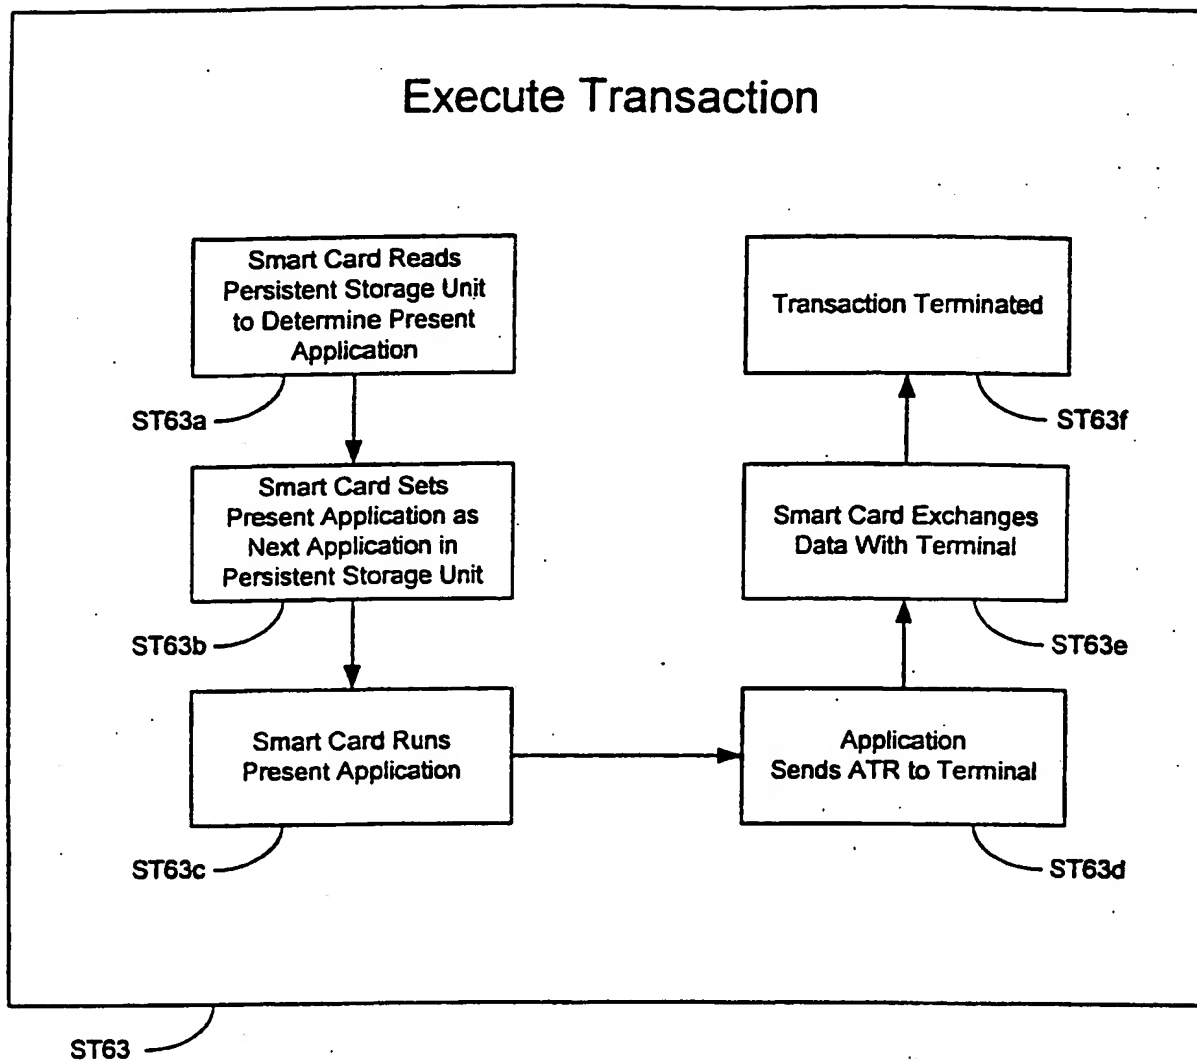 Execute Transaction
Smart Card Reads
Persistent Storage Unit
to Determine Present
Application
ST63a
Smart Card Sets
Present Application as
Next Application in
Persistent Storage Unit
ST63b
Smart Card Runs
Present Application
ST63c
Application
Sends ATR to Terminal
ST63d
Smart Card Exchanges
Data With Terminal
ST63e
Transaction Terminated
ST63f
ST63